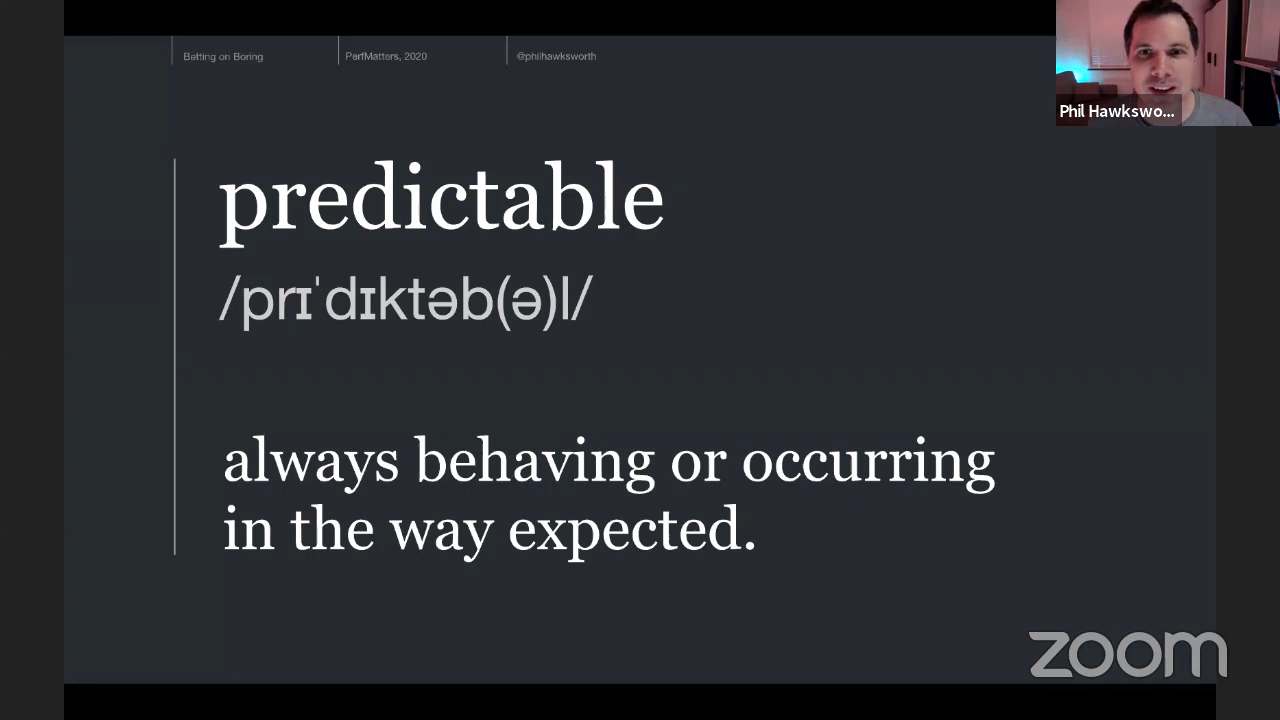 Betting on Boring
PerfMatters, 2020
@philhawksworth
Phil Hawkswo...
predictable
/prɪˈdɪktəb(ə)l/
always behaving or occurring
in the way expected.
zoom